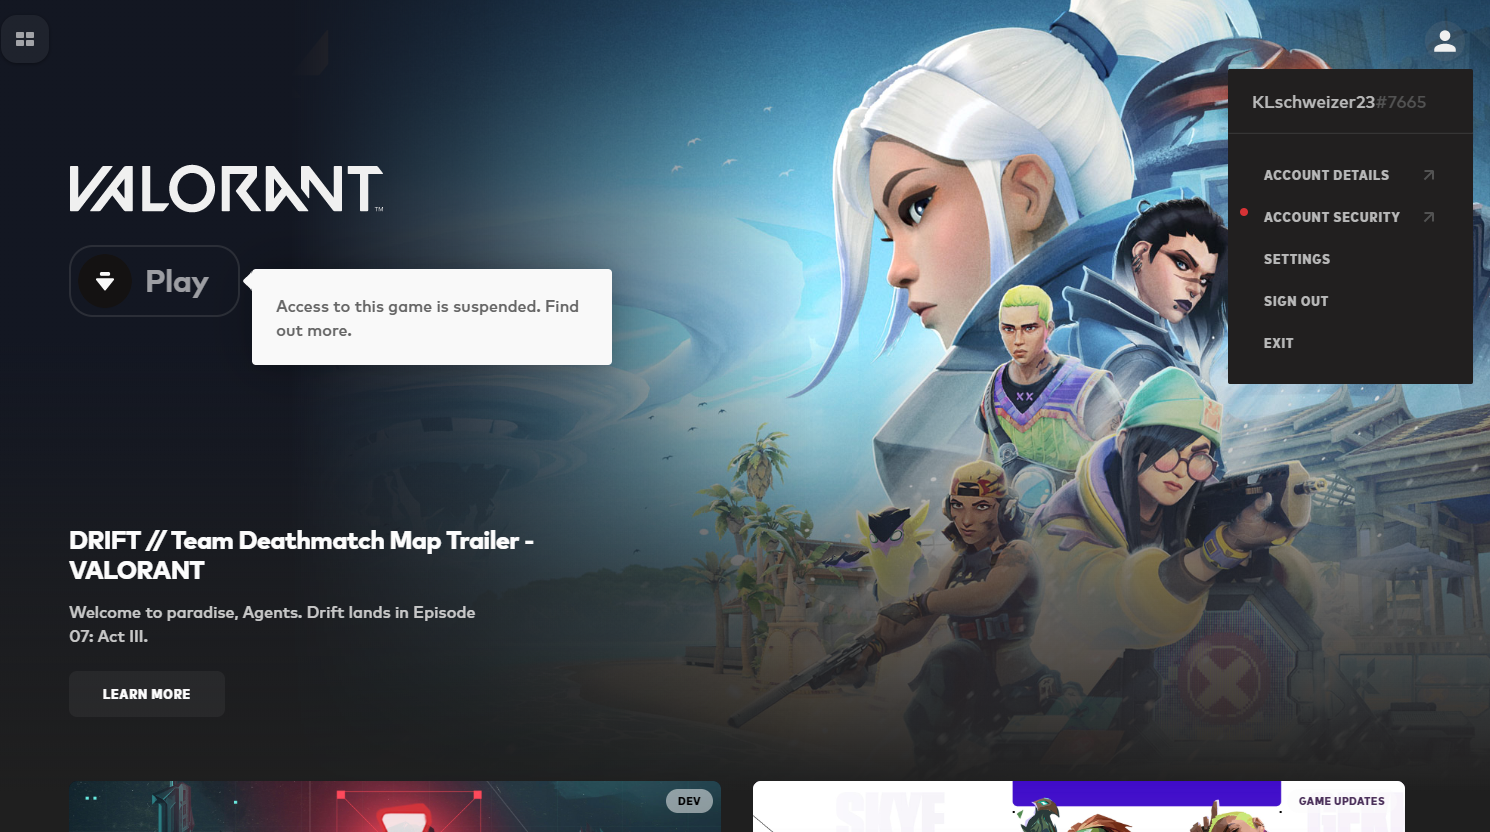 VALORANT™
Play
Access to this game is suspended. Find
out more.
KLschweizer23#7665
ACCOUNT DETAILS
ACCOUNT SECURITY
SETTINGS
SIGN OUT
EXIT
DRIFT // Team Deathmatch Map Trailer -
VALORANT
Welcome to paradise, Agents. Drift lands in Episode
07: Act III.
LEARN MORE
DEV
SKYE
GAME UPDATES